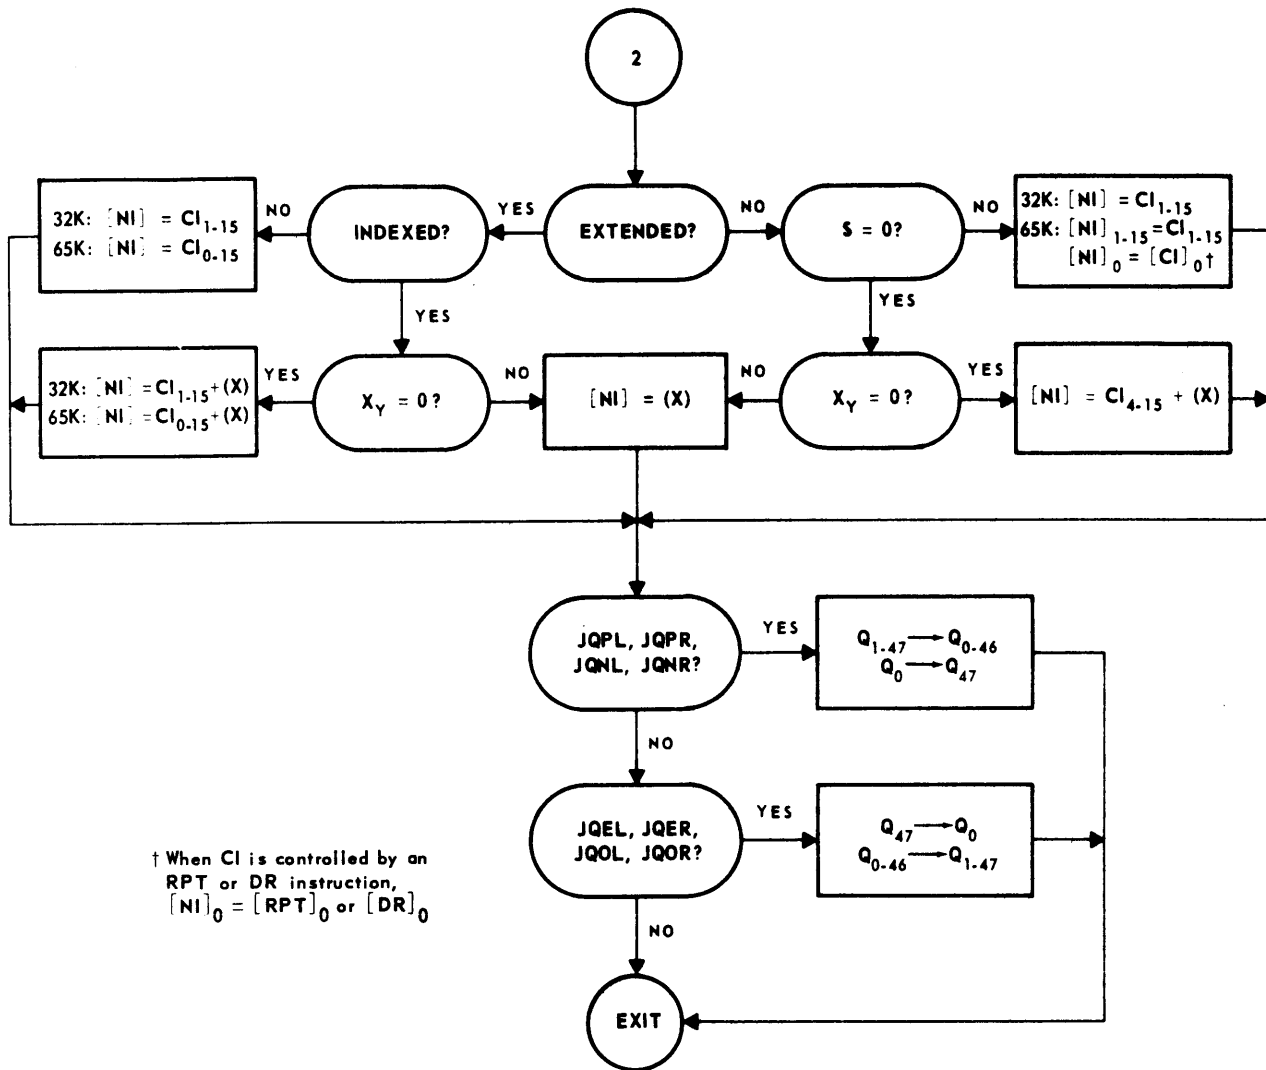 2
32K: [NI] = CI₁₋₁₅
65K: [NI] = CI₀₋₁₅
NO
INDEXED?
YES
EXTENDED?
NO
S = 0?
NO
32K: [NI] = CI₁₋₁₅
65K: [NI]₁₋₁₅ = CI₁₋₁₅
[NI]₀ = [CI]₀†
YES
YES
32K: [NI] = CI₁₋₁₅ + (X)
65K: [NI] = CI₀₋₁₅ + (X)
YES
X_Y = 0?
NO
[NI] = (X)
NO
X_Y = 0?
YES
[NI] = CI₄₋₁₅ + (X)
JQPL, JQPR,
JQNL, JQNR?
YES
Q₁₋₄₇ → Q₀₋₄₆
Q₀ → Q₄₇
NO
JQEL, JQER,
JQOL, JQOR?
YES
Q₄₇ → Q₀
Q₀₋₄₆ → Q₁₋₄₇
NO
† When CI is controlled by an
RPT or DR instruction,
[NI]₀ = [RPT]₀ or [DR]₀
EXIT